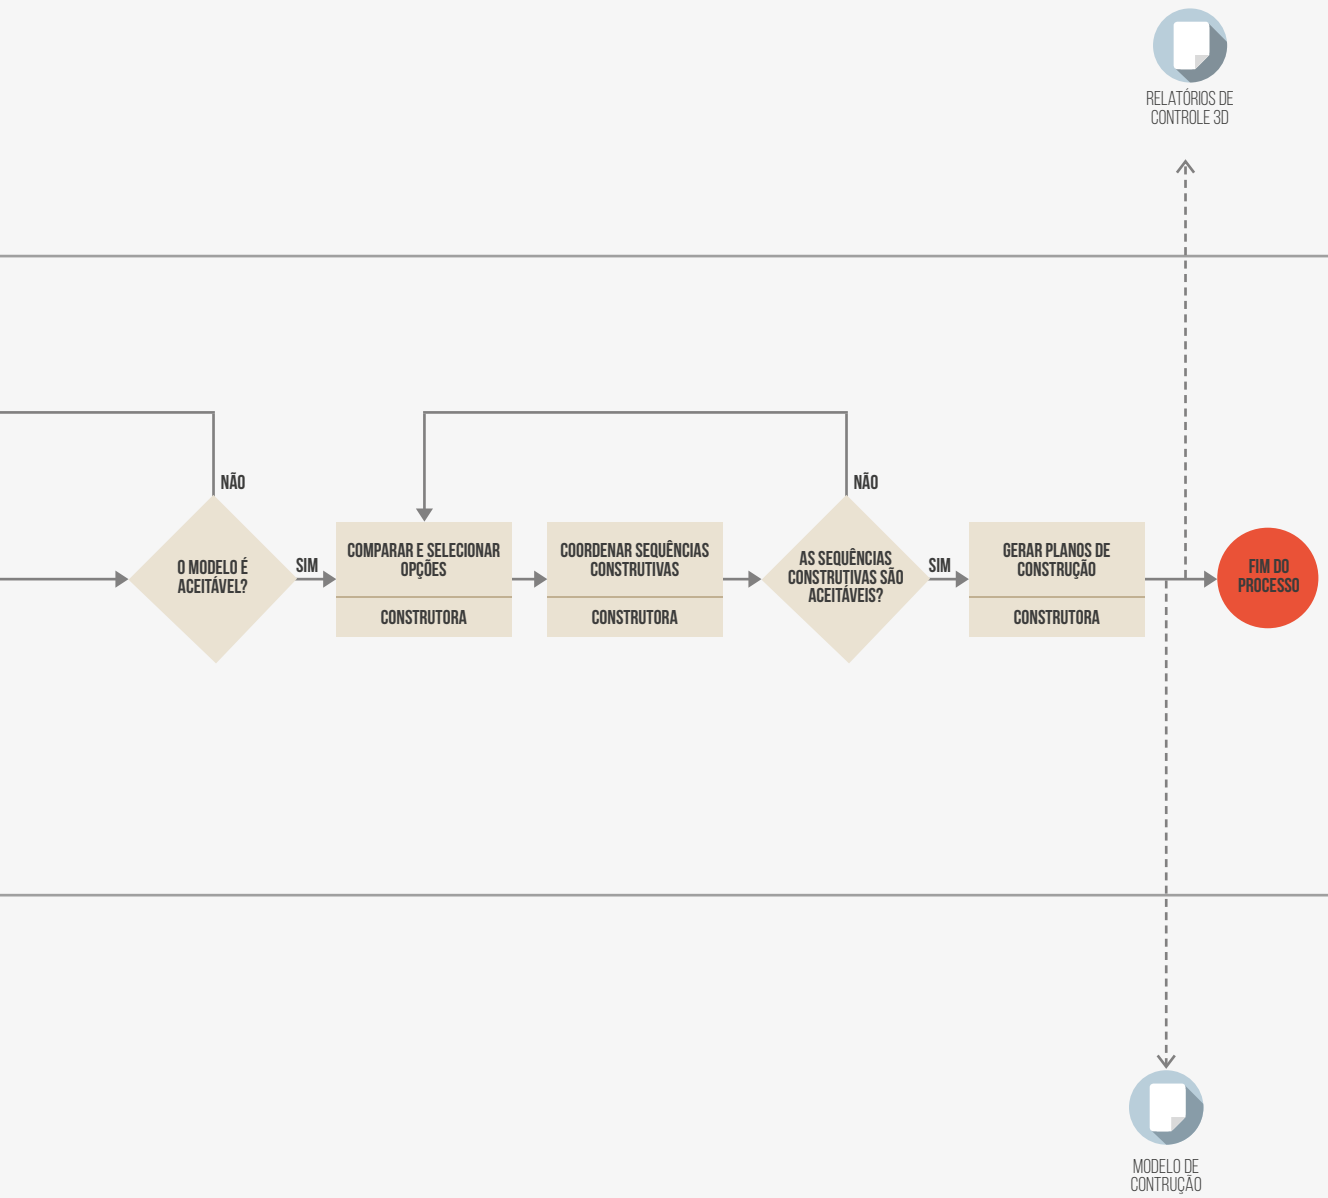 RELATÓRIOS DE
CONTROLE 3D
NÃO
O MODELO É
ACEITÁVEL?
SIM
COMPARAR E SELECIONAR
OPÇÕES
CONSTRUTORA
COORDENAR SEQUÊNCIAS
CONSTRUTIVAS
CONSTRUTORA
NÃO
AS SEQUÊNCIAS
CONSTRUTIVAS SÃO
ACEITÁVEIS?
SIM
GERAR PLANOS DE
CONSTRUÇÃO
CONSTRUTORA
FIM DO
PROCESSO
MODELO DE
CONTRUÇÃO